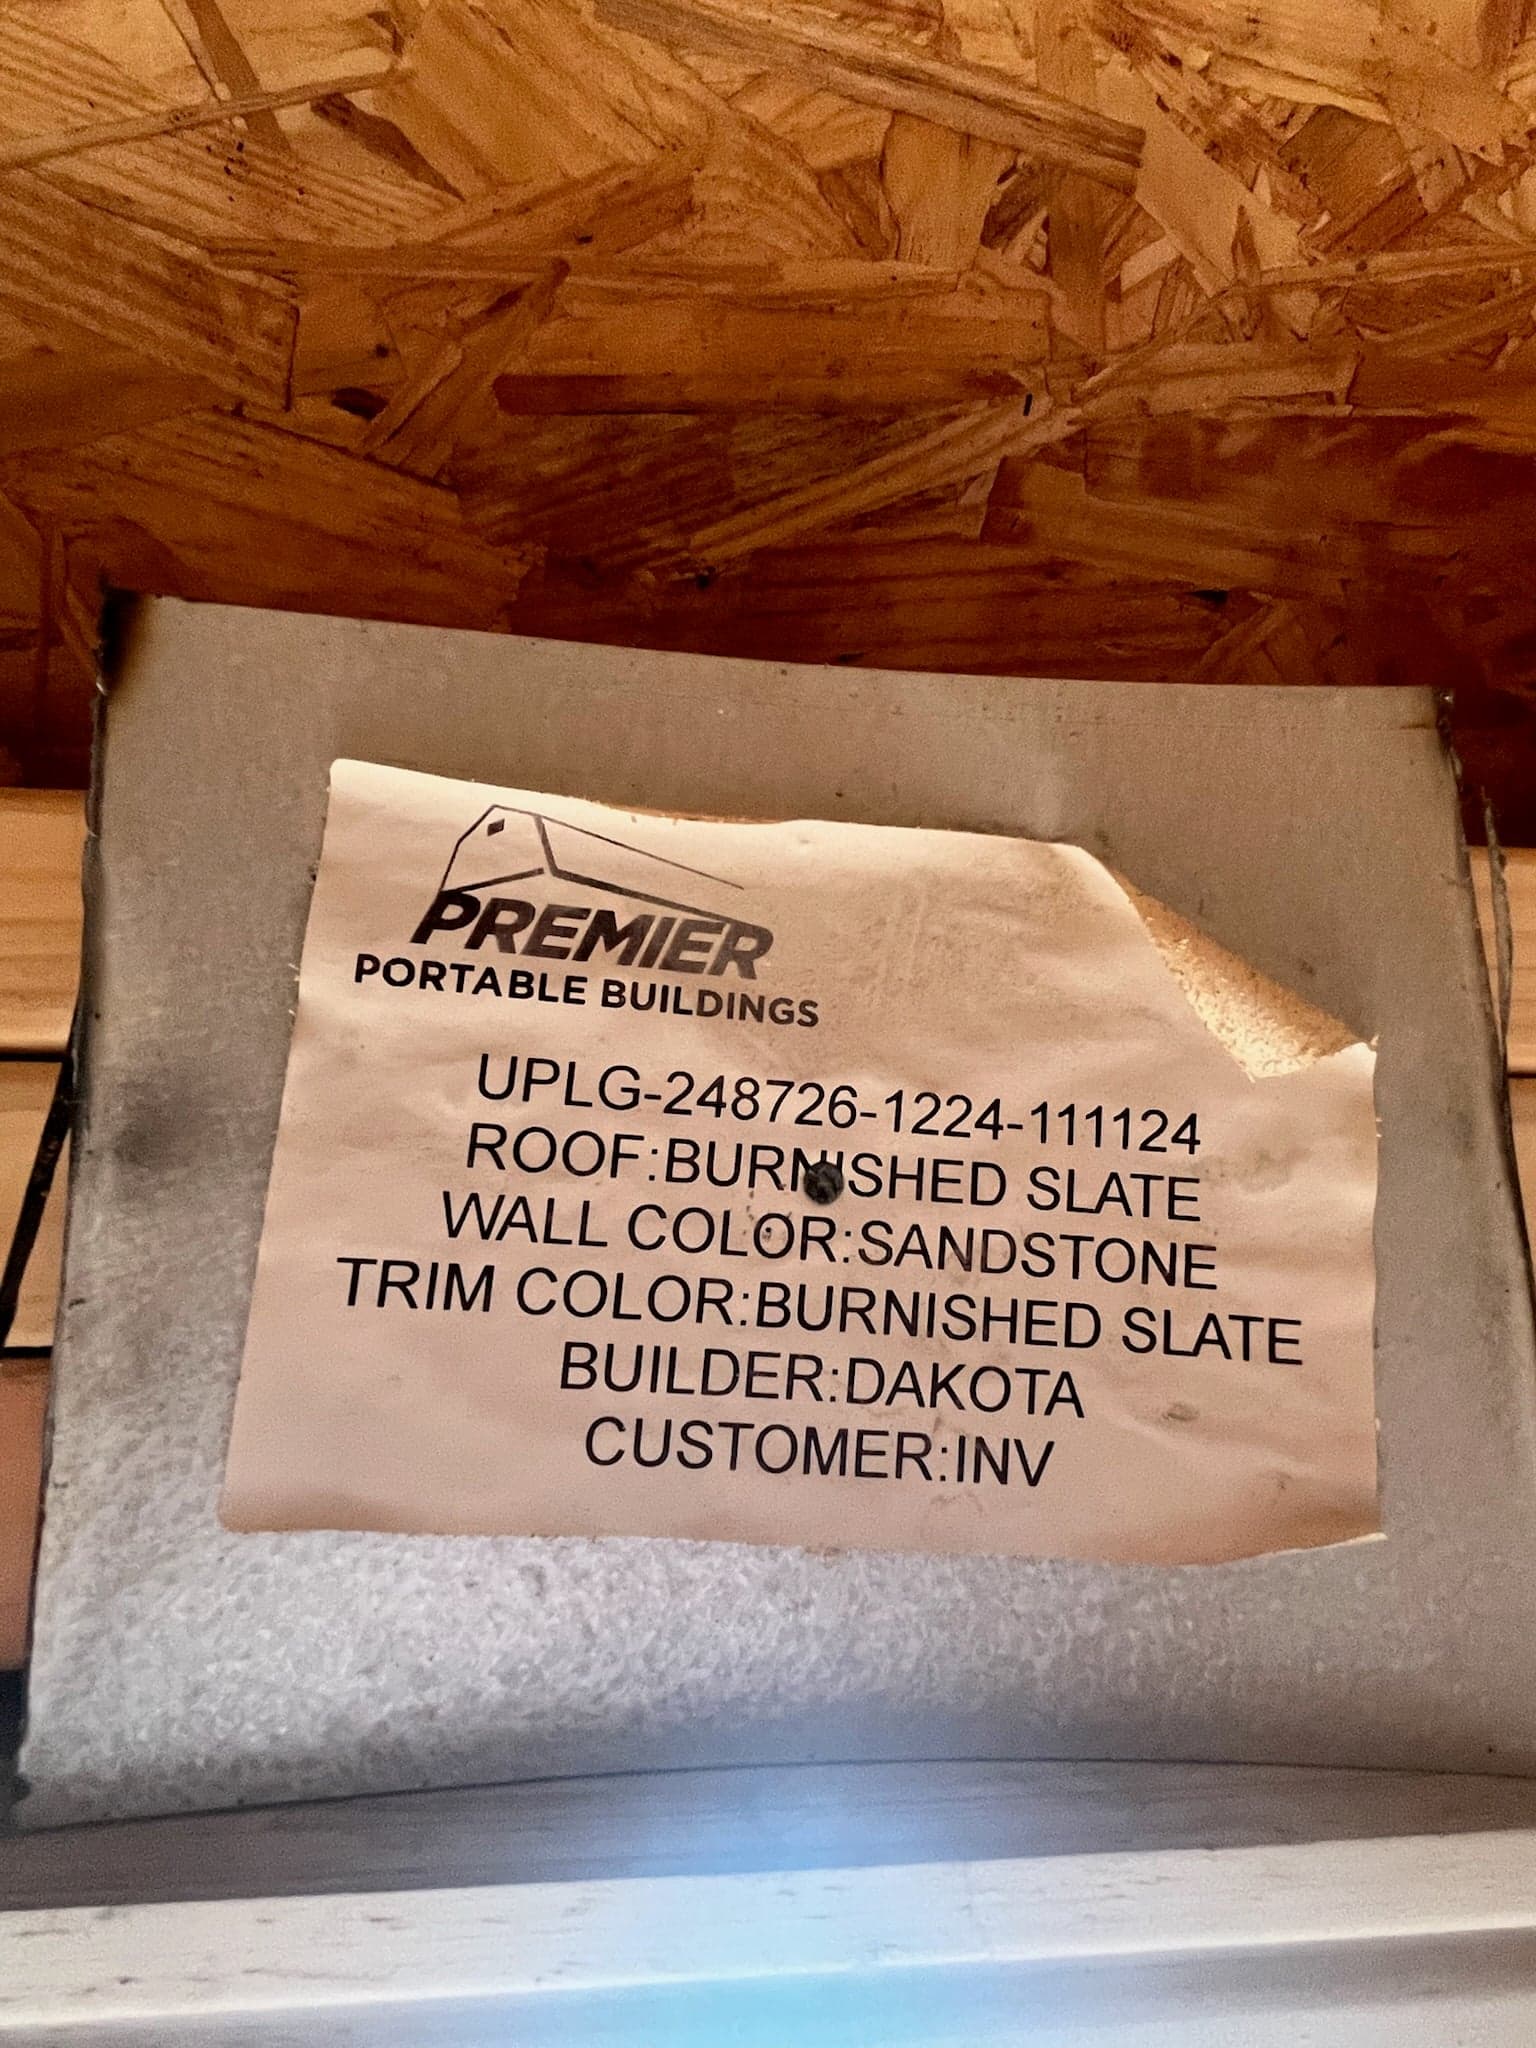 PREMIER
PORTABLE BUILDINGS
UPLG-248726-1224-111124
ROOF:BURNISHED SLATE
WALL COLOR:SANDSTONE
TRIM COLOR:BURNISHED SLATE
BUILDER:DAKOTA
CUSTOMER:INV